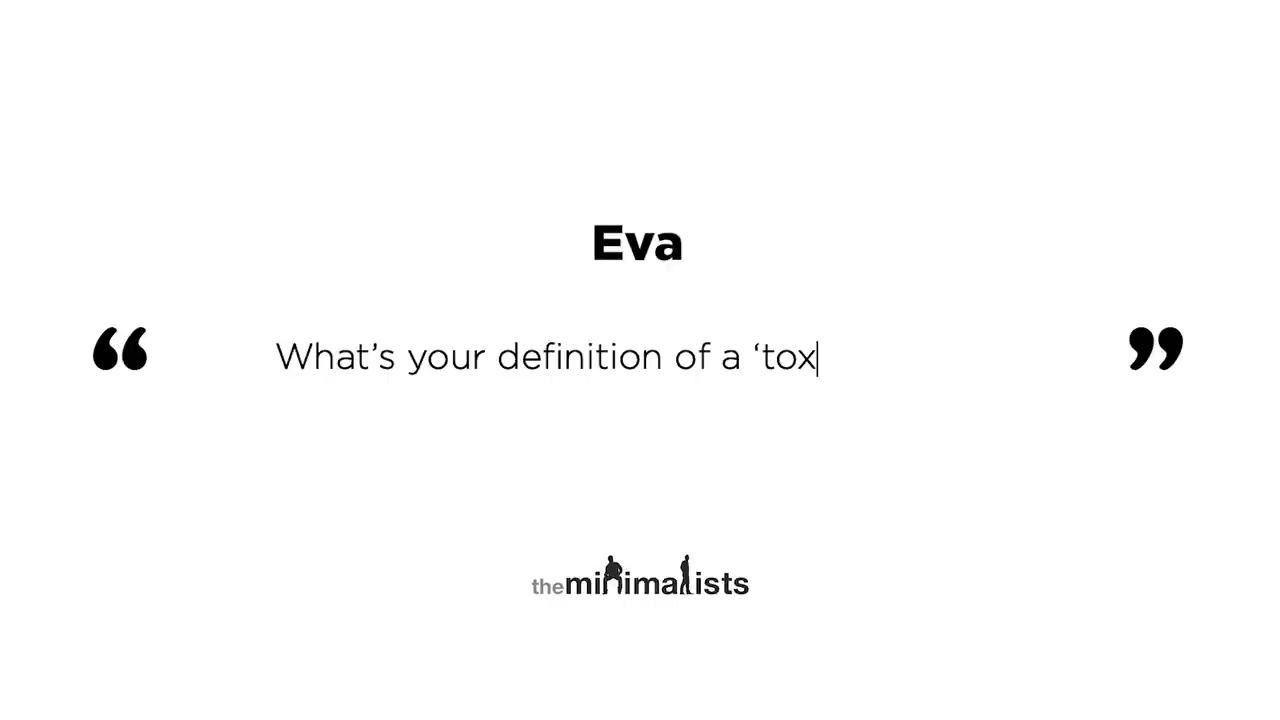 Eva
“ What’s your definition of a ‘tox ”
theminimalists